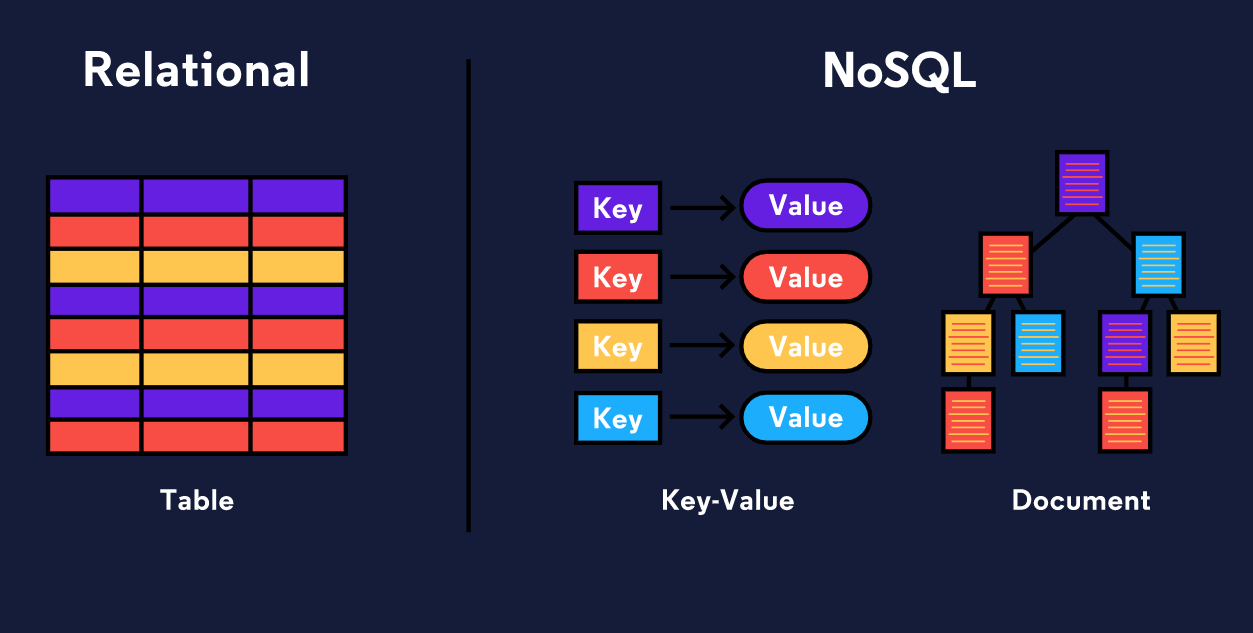 Relational
NoSQL
Key
Value
Key
Value
Key
Value
Key
Value
Table
Key-Value
Document